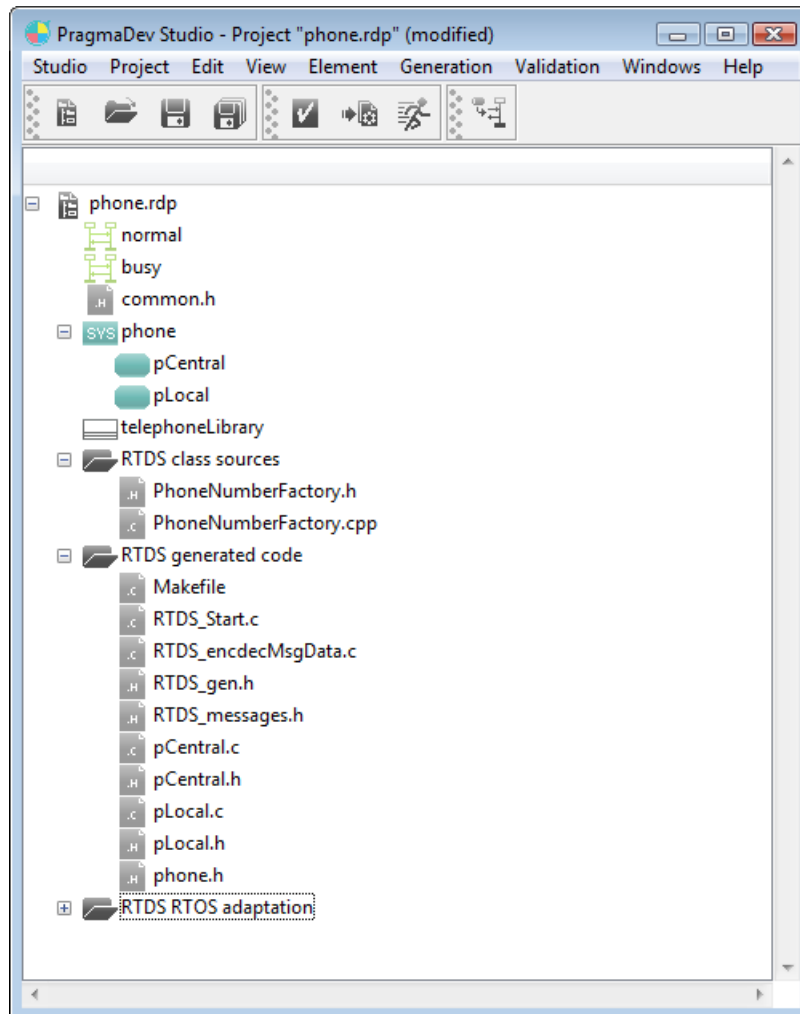 PragmaDev Studio - Project "phone.rdp" (modified)
Studio Project Edit View Element Generation Validation Windows Help
phone.rdp
normal
busy
.H common.h
SYS phone
pCentral
pLocal
telephoneLibrary
RTDS class sources
.H PhoneNumberFactory.h
.c PhoneNumberFactory.cpp
RTDS generated code
.c Makefile
.c RTDS_Start.c
.c RTDS_encdecMsgData.c
.H RTDS_gen.h
.H RTDS_messages.h
.c pCentral.c
.H pCentral.h
.c pLocal.c
.H pLocal.h
.H phone.h
RTDS RTOS adaptation